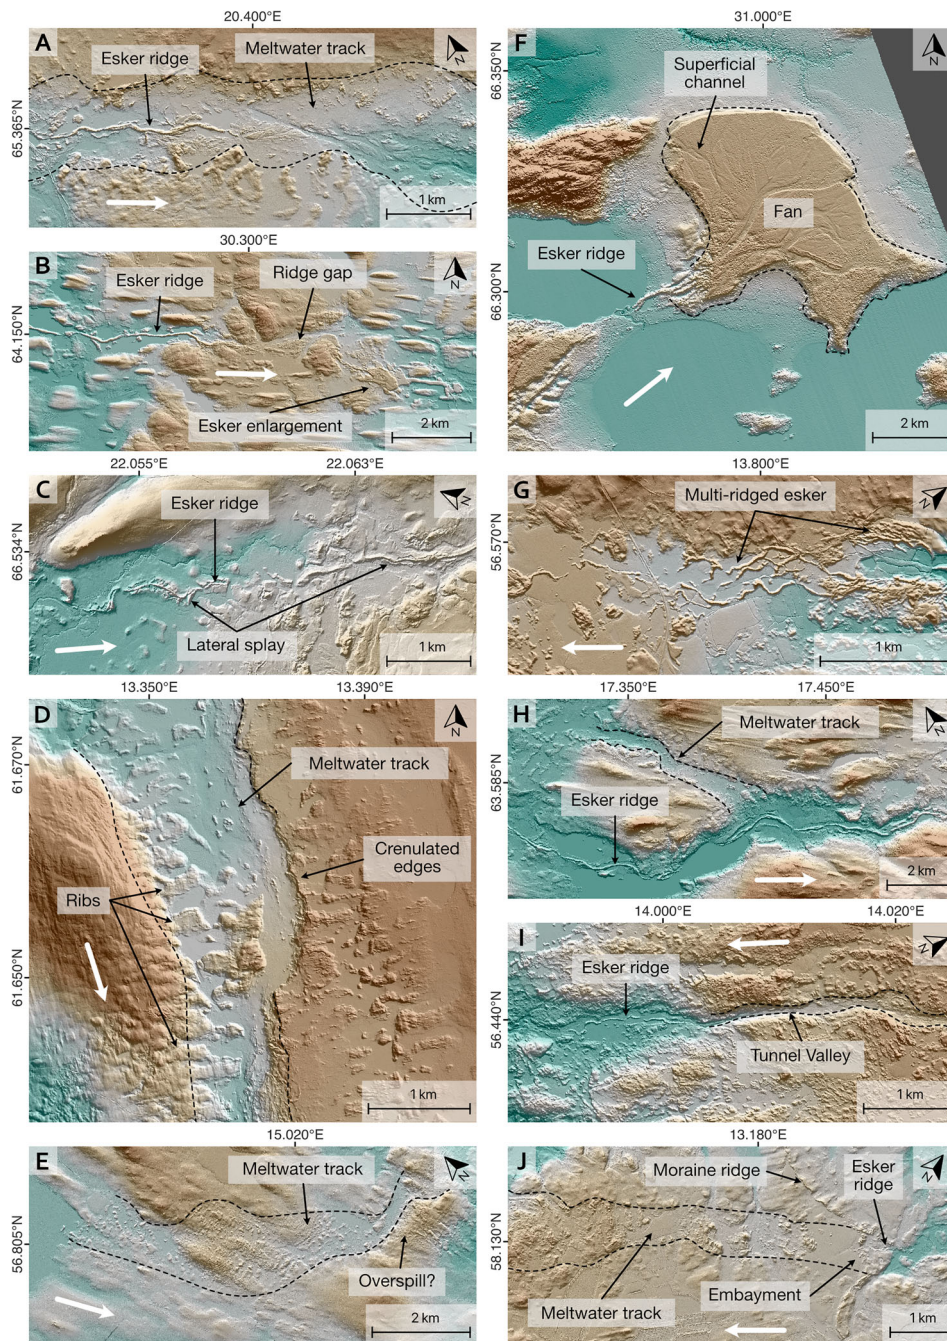 A
20.400°E
Esker ridge
Meltwater track
N
65.365°N
1 km
B
30.300°E
Esker ridge
Ridge gap
N
64.150°N
Esker enlargement
2 km
C
22.055°E
22.063°E
Esker ridge
N
66.534°N
Lateral splay
1 km
D
13.350°E
13.390°E
N
61.670°N
Meltwater track
Crenulated
edges
Ribs
61.650°N
1 km
E
15.020°E
Meltwater track
N
56.805°N
Overspill?
2 km
F
31.000°E
N
66.350°N
Superficial
channel
Fan
Esker ridge
66.300°N
2 km
G
13.800°E
Multi-ridged esker
N
56.570°N
1 km
H
17.350°E
17.450°E
Meltwater track
N
63.585°N
Esker ridge
2 km
I
14.000°E
14.020°E
N
Esker ridge
56.440°N
Tunnel Valley
1 km
J
13.180°E
Moraine ridge
Esker
ridge
N
58.130°N
Embayment
Meltwater track
1 km